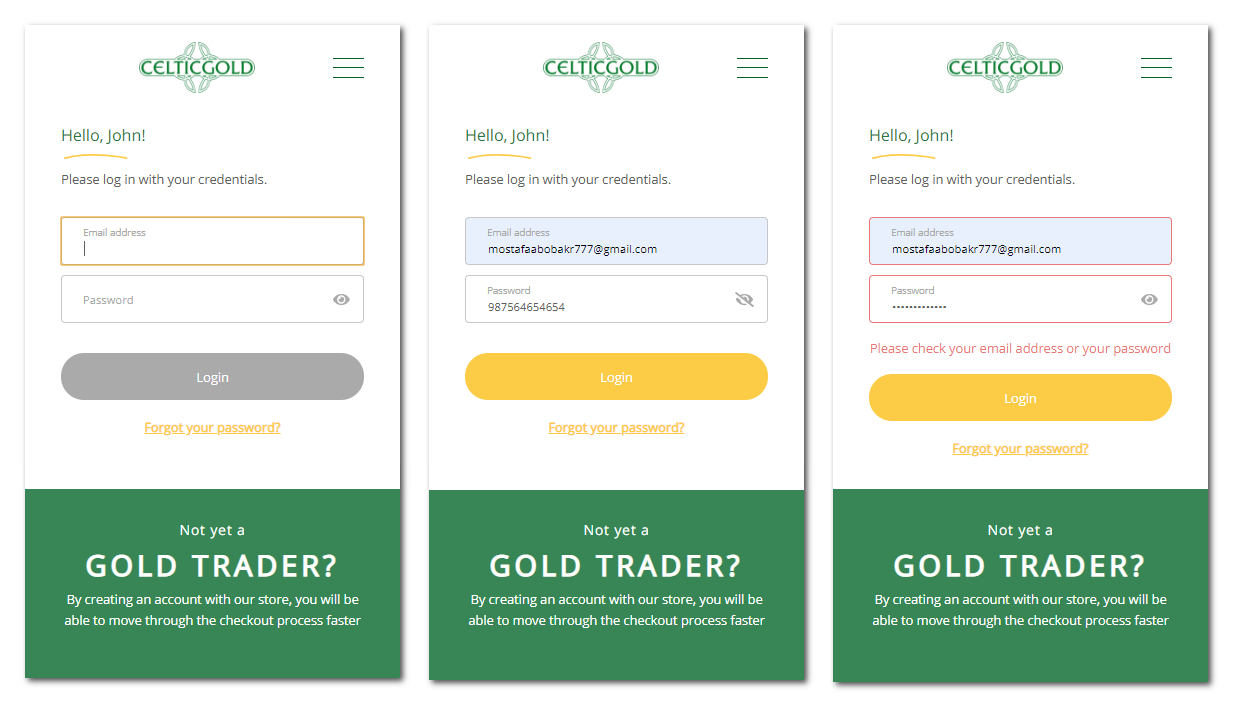 CELTICGOLD
Hello, John!
Please log in with your credentials.
Email address
Password
Login
Forgot your password?
Not yet a
GOLD TRADER?
By creating an account with our store, you will be
able to move through the checkout process faster
CELTICGOLD
Hello, John!
Please log in with your credentials.
Email address
mostafaabobakr777@gmail.com
Password
987564654654
Login
Forgot your password?
Not yet a
GOLD TRADER?
By creating an account with our store, you will be
able to move through the checkout process faster
CELTICGOLD
Hello, John!
Please log in with your credentials.
Email address
mostafaabobakr777@gmail.com
Password
•••••••••••••
Please check your email address or your password
Login
Forgot your password?
Not yet a
GOLD TRADER?
By creating an account with our store, you will be
able to move through the checkout process faster